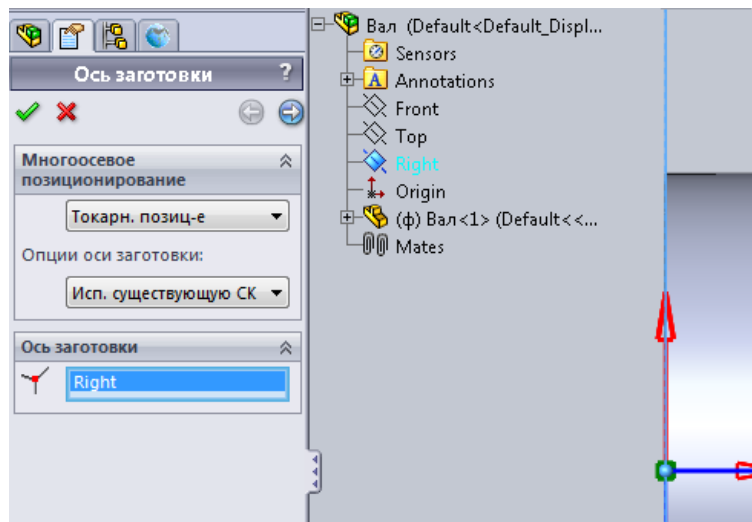 Ось заготовки
?
Многоосевое
позиционирование
Токарн. позиц-е
Опции оси заготовки:
Исп. существующую СК
Ось заготовки
Right
Вал (Default<Default_Displ...
Sensors
A Annotations
Front
Top
Right
Origin
(ф) Вал<1> (Default<<...
Mates